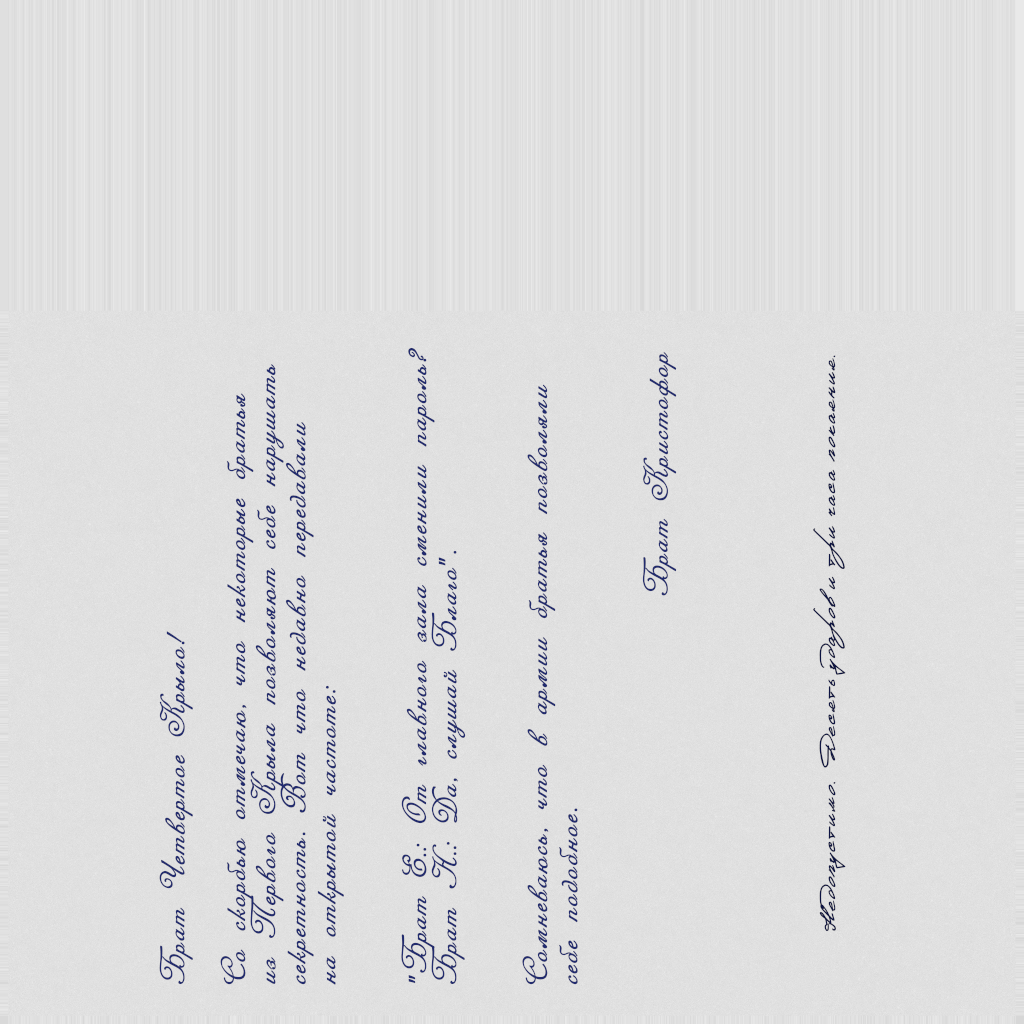 Брат Четвертое Крыло!
Со скорбью отмечаю, что некоторые братья
из Первого Крыла позволяют себе нарушать
секретность. Вот что недавно передавали
на открытой частоте:
"Брат Е.: От главного зала сменили пароль?
Брат Н.: Да, слушай Благо".
Сомневаюсь, что в армии братья позволяли
себе подобное.
Брат Кристофор
Недопустимо. Десять ударов и три часа покаяние.